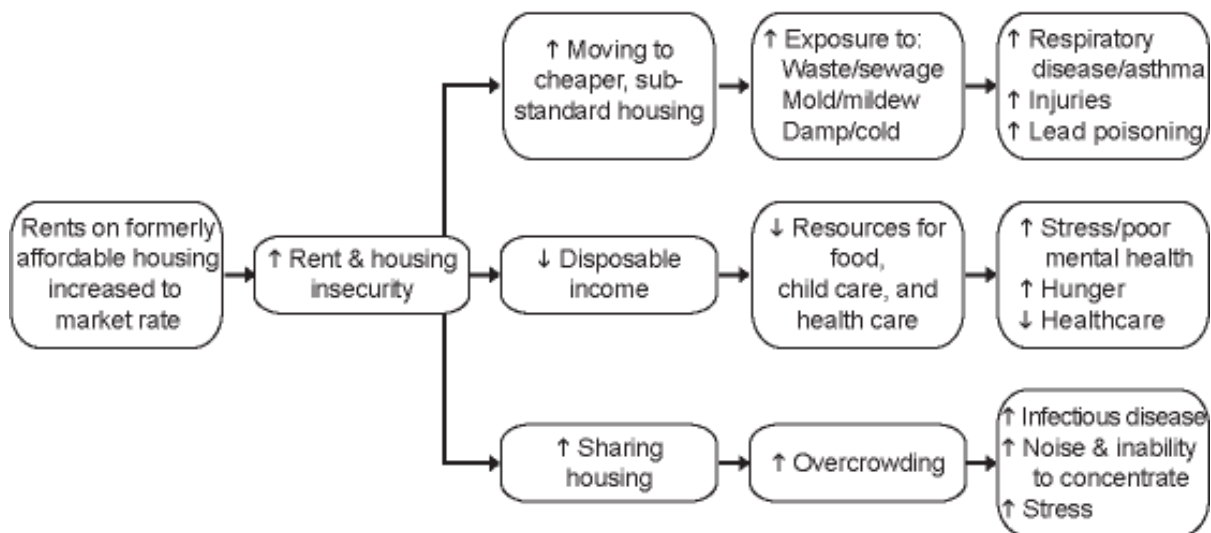 Rents on formerly
affordable housing
increased to
market rate
↑ Rent & housing
insecurity
↑ Moving to
cheaper, sub-
standard housing
↑ Exposure to:
Waste/sewage
Mold/mildew
Damp/cold
↑ Respiratory
disease/asthma
↑ Injuries
↑ Lead poisoning
↓ Disposable
income
↓ Resources for
food,
child care, and
health care
↑ Stress/poor
mental health
↑ Hunger
↓ Healthcare
↑ Sharing
housing
↑ Overcrowding
↑ Infectious disease
↑ Noise & inability
to concentrate
↑ Stress